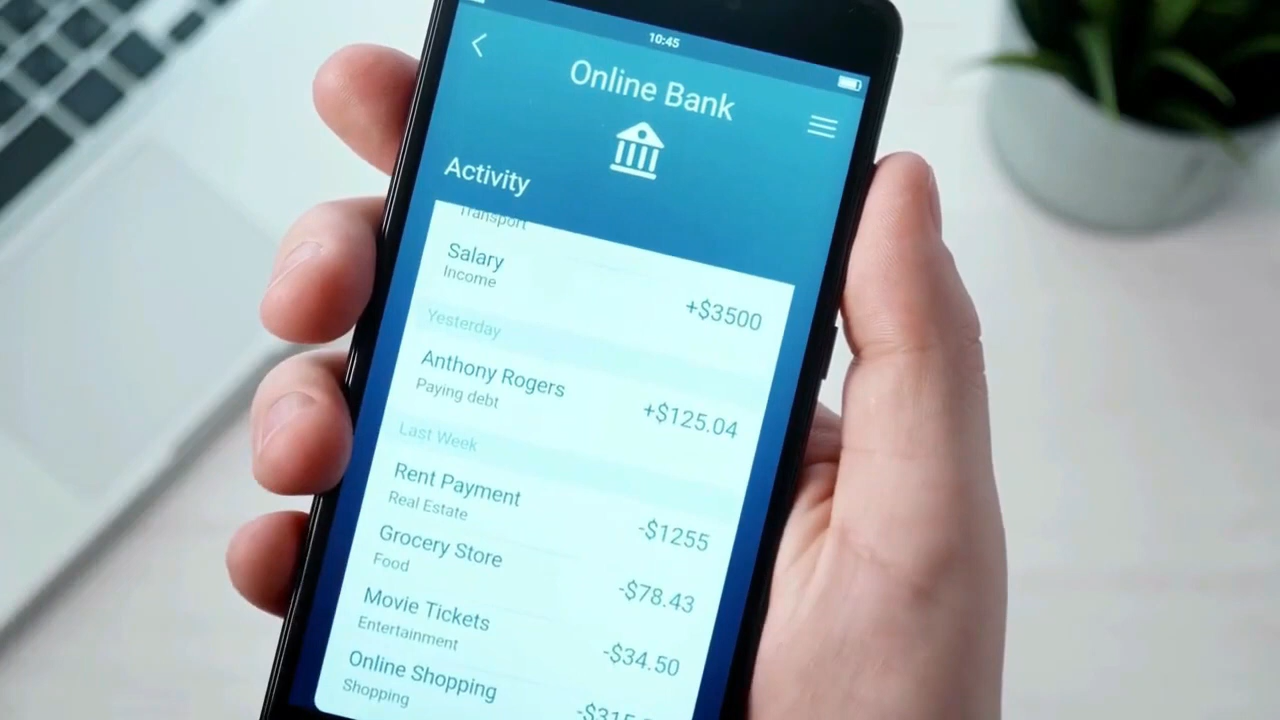 10:45
Online Bank
Activity
Transport
Salary
Income
+$3500
Yesterday
Anthony Rogers
Paying debt
+$125.04
Last Week
Rent Payment
Real Estate
-$1255
Grocery Store
Food
-$78.43
Movie Tickets
Entertainment
-$34.50
Online Shopping
Shopping